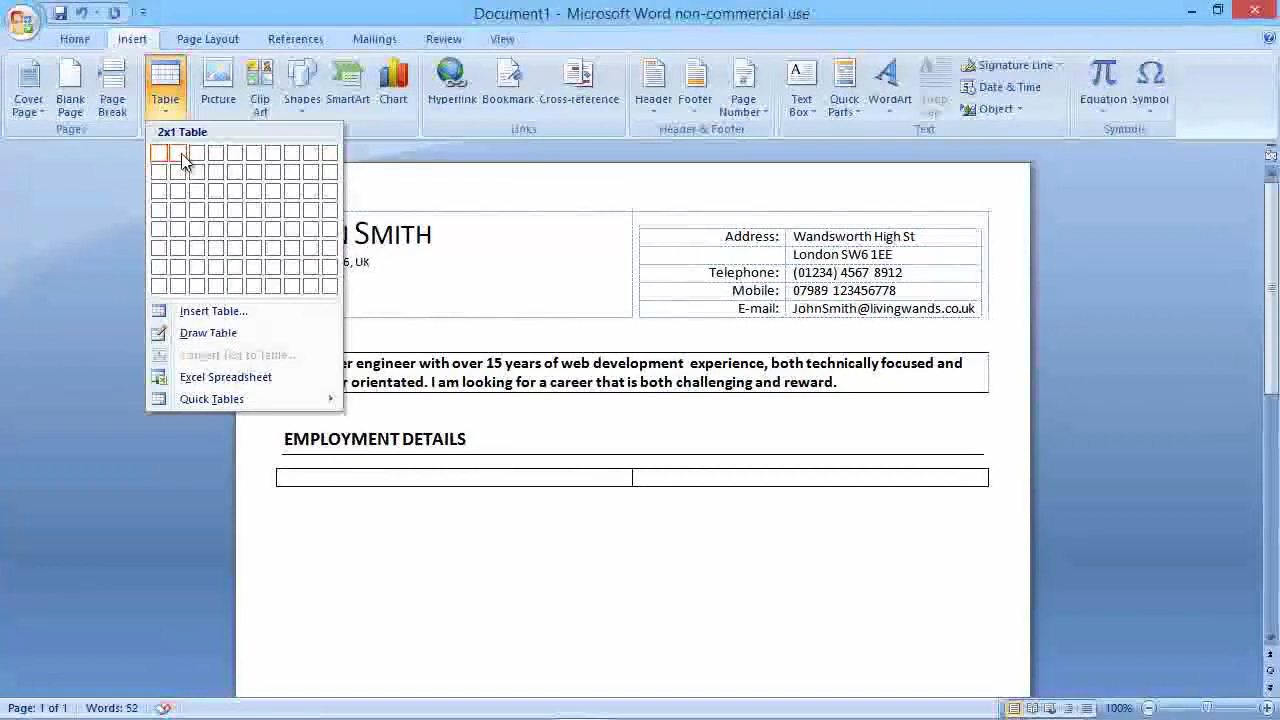 Document1 - Microsoft Word non-commercial use
Home Insert Page Layout References Mailings Review View
Cover Page Blank Page Page Break Table Picture Clip Art Shapes SmartArt Chart Hyperlink Bookmark Cross-reference Header Footer Page Number Text Box Quick Parts WordArt Drop Cap Signature Line Date & Time Object Equation Symbol
Pages Links Header & Footer Text Symbols
2x1 Table
Insert Table...
Draw Table
Convert Text to Table...
Excel Spreadsheet
Quick Tables
SMITH
6, UK
Address: Wandsworth High St
London SW6 1EE
Telephone: (01234) 4567 8912
Mobile: 07989 123456778
E-mail: JohnSmith@livingwands.co.uk
er engineer with over 15 years of web development experience, both technically focused and
r orientated. I am looking for a career that is both challenging and reward.
EMPLOYMENT DETAILS
Page: 1 of 1 Words: 52 100%